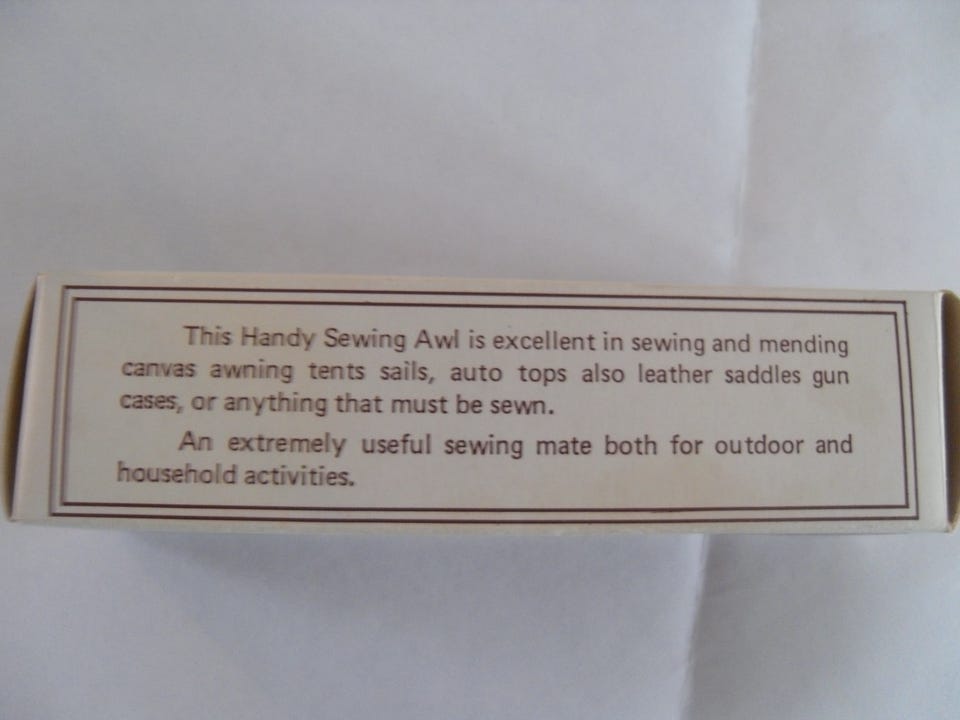 This Handy Sewing Awl is excellent in sewing and mending
canvas awning tents sails, auto tops also leather saddles gun
cases, or anything that must be sewn.
An extremely useful sewing mate both for outdoor and
household activities.